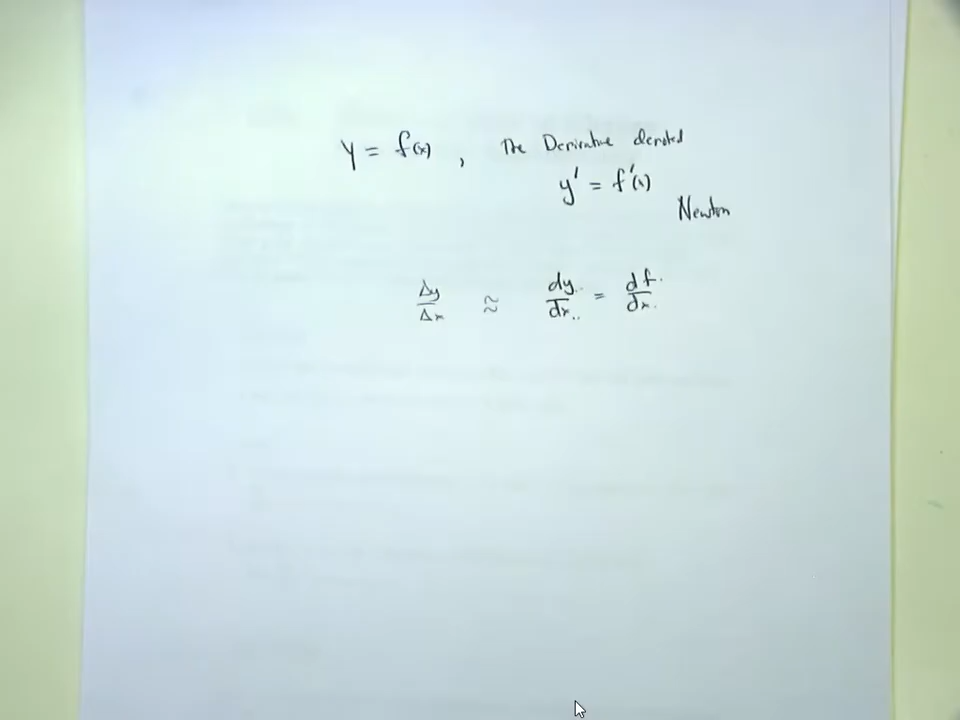 y = f(x) , The Derivative denoted
y' = f'(x)
Newton
Δy/Δx ≈ dy/dx = df/dx